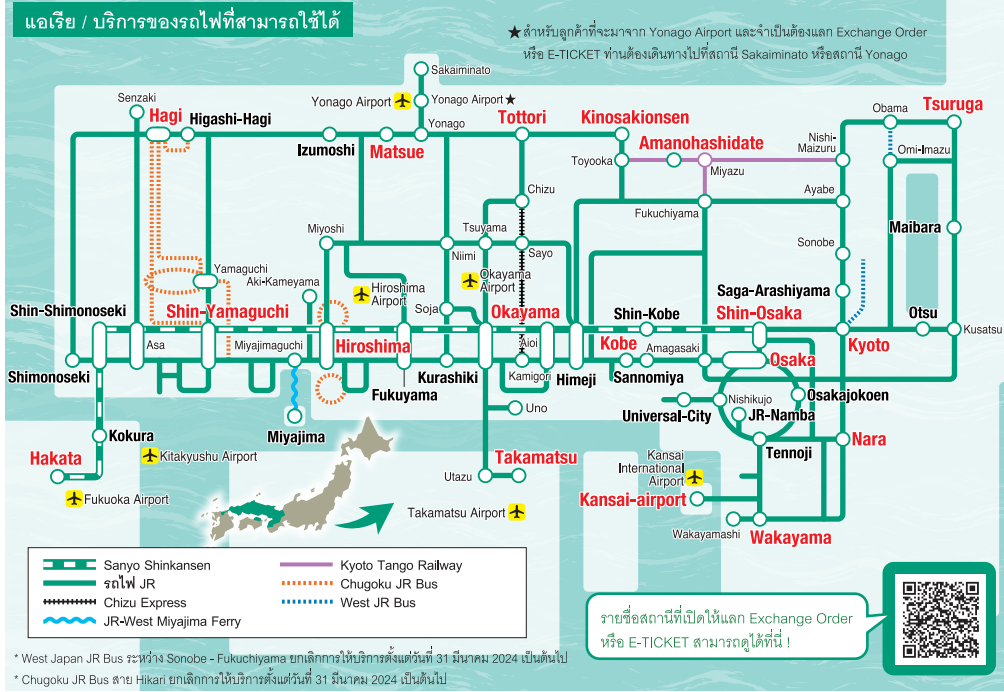 แอเรีย / บริการของรถไฟที่สามารถใช้ได้
★สำหรับลูกค้าที่จะมาจาก Yonago Airport และจำเป็นต้องแลก Exchange Order
หรือ E-TICKET ท่านต้องเดินทางไปที่สถานี Sakaiminato หรือสถานี Yonago
Sakaiminato
Senzaki
Yonago Airport
Yonago Airport★
Hagi
Higashi-Hagi
Izumoshi
Matsue
Yonago
Tottori
Kinosakionsen
Obama
Tsuruga
Toyooka
Amanohashidate
Miyazu
Nishi-
Maizuru
Omi-Imazu
Chizu
Fukuchiyama
Ayabe
Miyoshi
Tsuyama
Niimi
Sayo
Sonobe
Maibara
Yamaguchi
Aki-Kameyama
Hiroshima
Airport
Okayama
Airport
Saga-Arashiyama
Shin-Shimonoseki
Shin-Yamaguchi
Soja
Okayama
Shin-Kobe
Shin-Osaka
Otsu
Kusatsu
Asa
Miyajimaguchi
Hiroshima
Aioi
Kobe
Amagasaki
Kyoto
Shimonoseki
Fukuyama
Kurashiki
Kamigori
Himeji
Sannomiya
Osaka
Universal-City
Nishikujo
JR-Namba
Osakajokoen
Miyajima
Uno
Kokura
Tennoji
Nara
Hakata
Kitakyushu Airport
Utazu
Takamatsu
Kansai
International
Airport
Fukuoka Airport
Takamatsu Airport
Kansai-airport
Wakayamashi
Wakayama
Sanyo Shinkansen
รถไฟ JR
Chizu Express
JR-West Miyajima Ferry
Kyoto Tango Railway
Chugoku JR Bus
West JR Bus
รายชื่อสถานีที่เปิดให้แลก Exchange Order
หรือ E-TICKET สามารถดูได้ที่นี่ !
* West Japan JR Bus ระหว่าง Sonobe - Fukuchiyama ยกเลิกการให้บริการตั้งแต่วันที่ 31 มีนาคม 2024 เป็นต้นไป
* Chugoku JR Bus สาย Hikari ยกเลิกการให้บริการตั้งแต่วันที่ 31 มีนาคม 2024 เป็นต้นไป